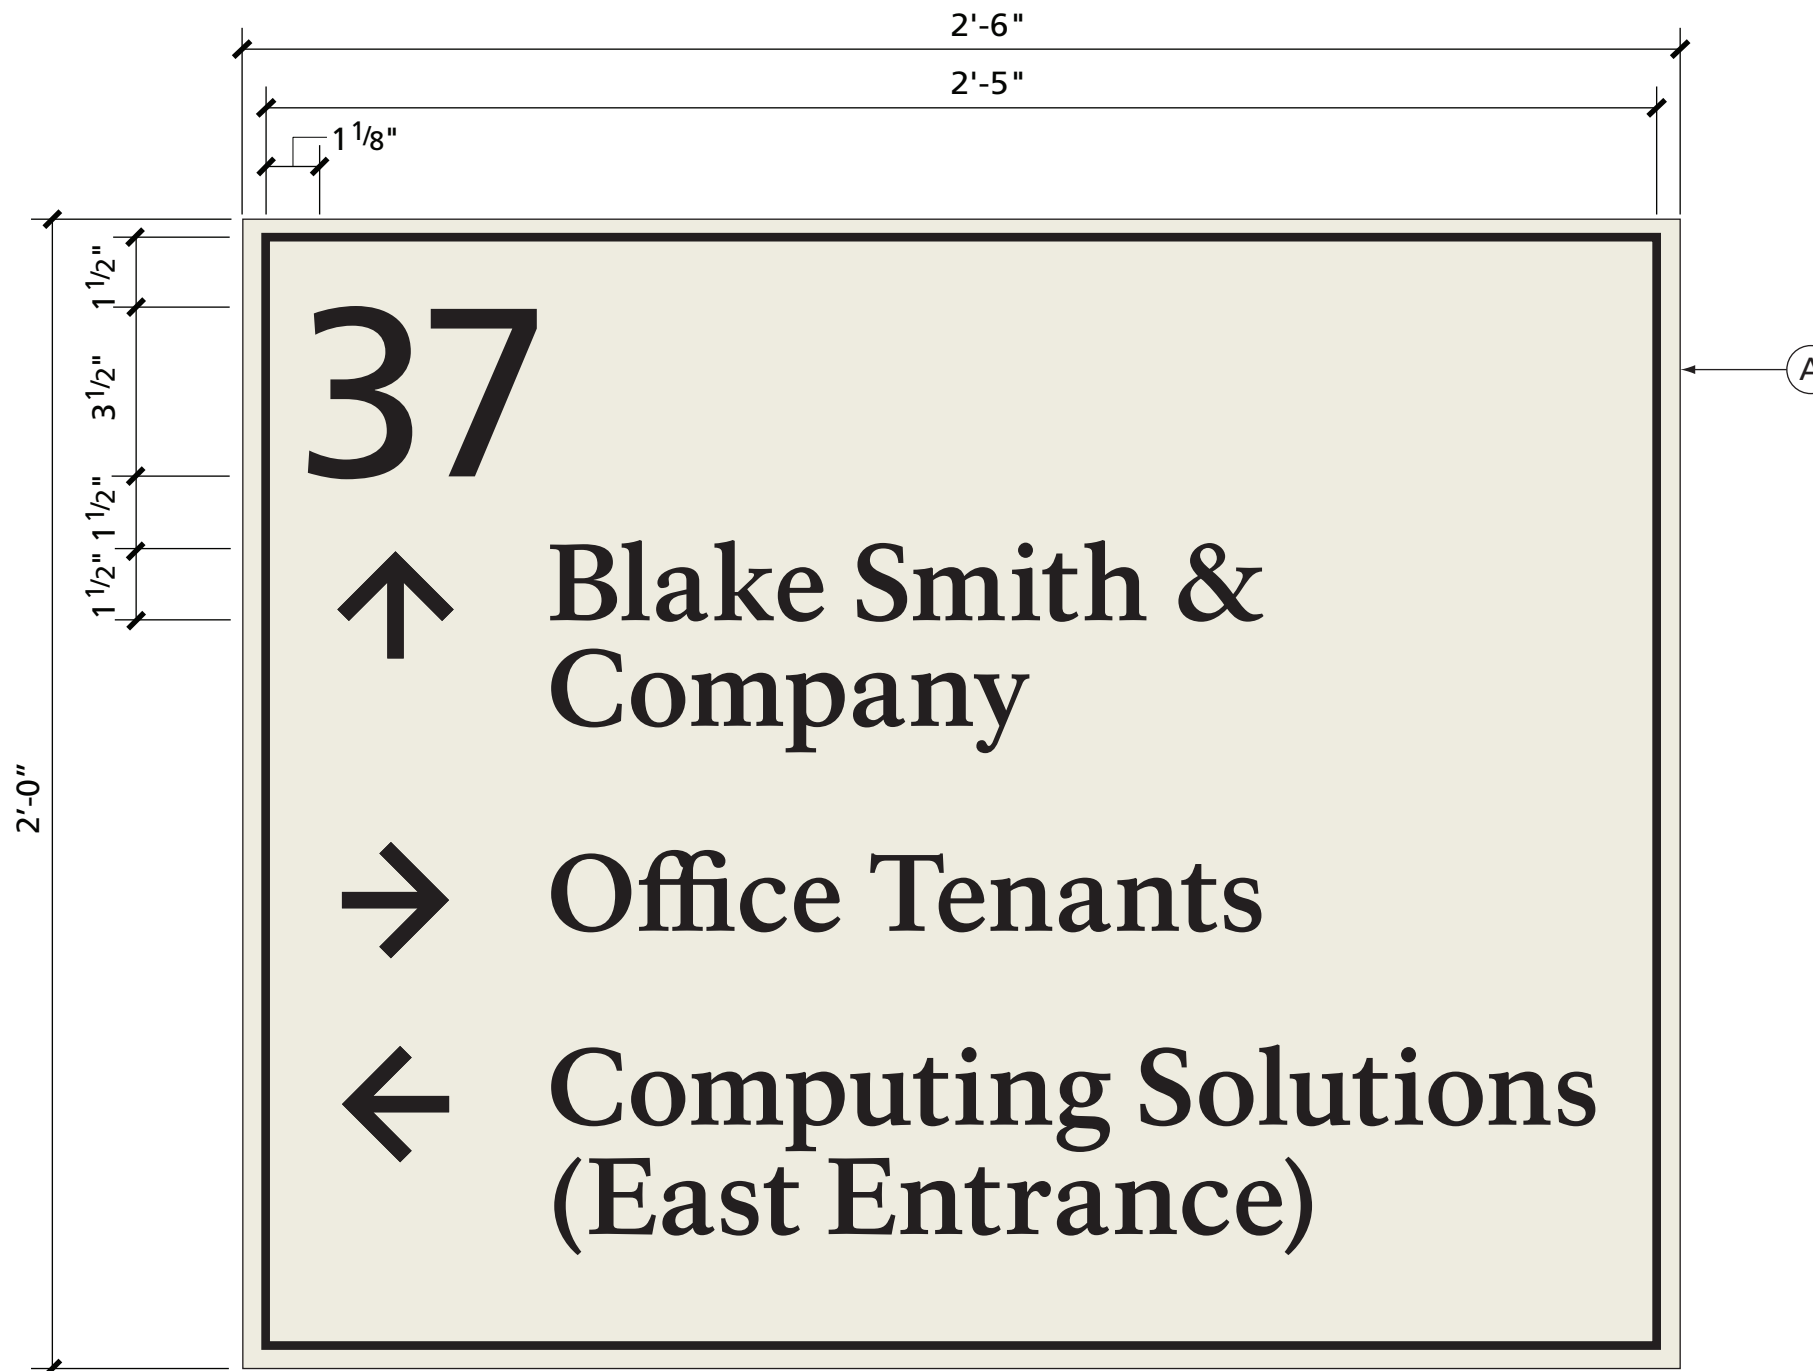 2'-6"
2'-5"
1 1/8"
1 1/2"
3 1/2"
1 1/2"
1 1/2"
2'-0"
A
37
Blake Smith &
Company
Office Tenants
Computing Solutions
(East Entrance)